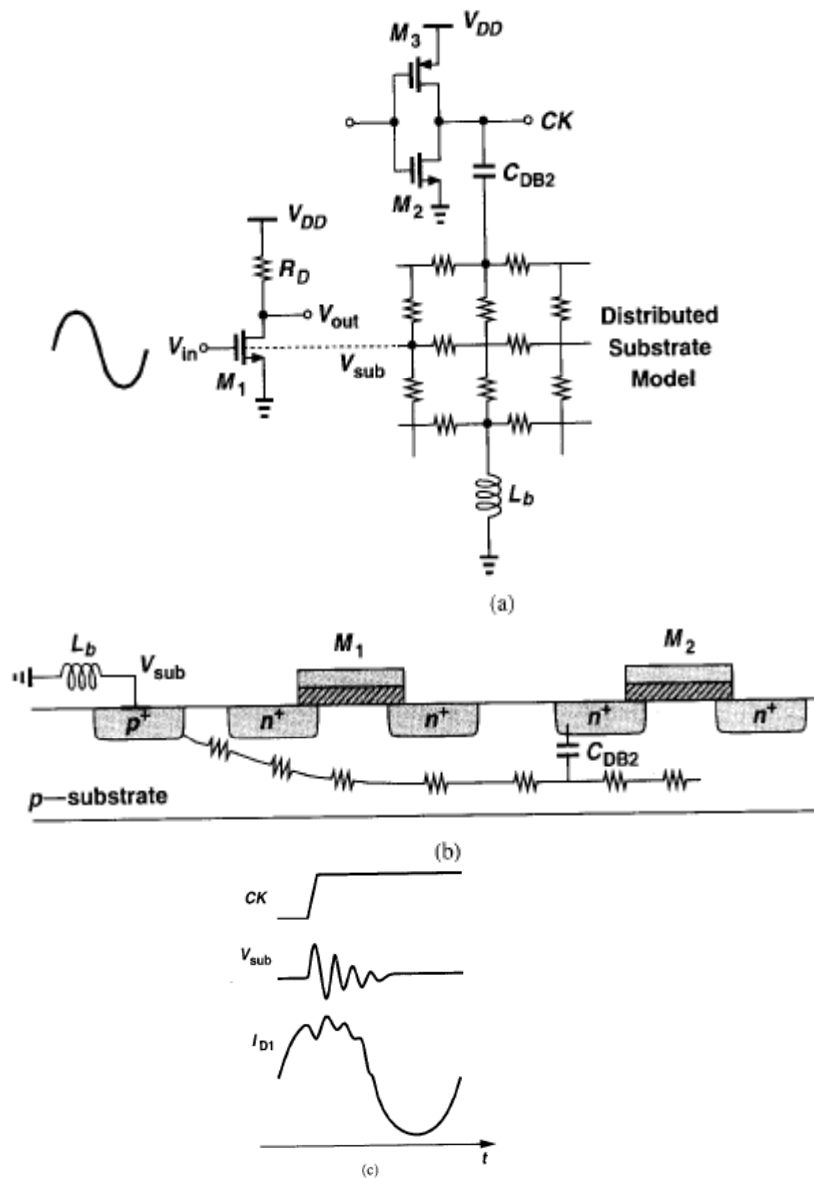 M3
VDD
CK
CDB2
M2
VDD
RD
Vout
Vin
M1
Vsub
Distributed
Substrate
Model
Lb
(a)
Lb
Vsub
M1
M2
p+
n+
n+
n+
n+
CDB2
p—substrate
(b)
CK
Vsub
ID1
t
(c)